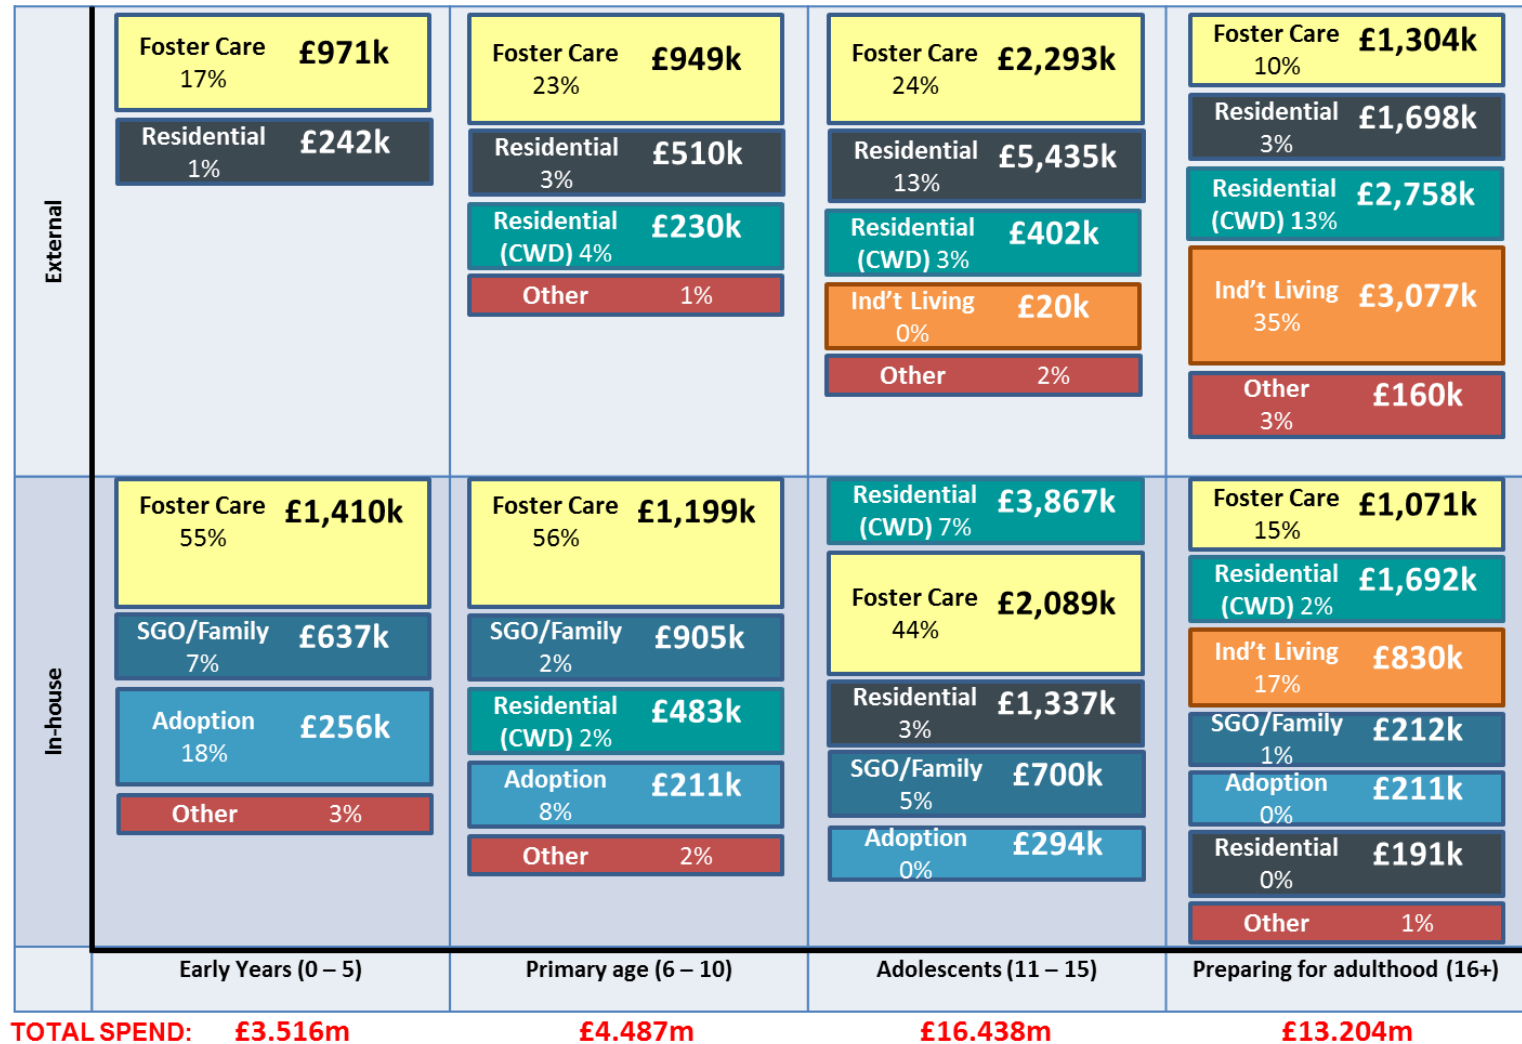 External
Foster Care £971k
17%
Residential £242k
1%
Foster Care £949k
23%
Residential £510k
3%
Residential £230k
(CWD) 4%
Other 1%
Foster Care £2,293k
24%
Residential £5,435k
13%
Residential £402k
(CWD) 3%
Ind't Living £20k
0%
Other 2%
Foster Care £1,304k
10%
Residential £1,698k
3%
Residential £2,758k
(CWD) 13%
Ind't Living £3,077k
35%
Other £160k
3%
In-house
Foster Care £1,410k
55%
SGO/Family £637k
7%
Adoption £256k
18%
Other 3%
Foster Care £1,199k
56%
SGO/Family £905k
2%
Residential £483k
(CWD) 2%
Adoption £211k
8%
Other 2%
Residential £3,867k
(CWD) 7%
Foster Care £2,089k
44%
Residential £1,337k
3%
SGO/Family £700k
5%
Adoption £294k
0%
Foster Care £1,071k
15%
Residential £1,692k
(CWD) 2%
Ind't Living £830k
17%
SGO/Family £212k
1%
Adoption £211k
0%
Residential £191k
0%
Other 1%
Early Years (0 – 5) Primary age (6 – 10) Adolescents (11 – 15) Preparing for adulthood (16+)
TOTAL SPEND: £3.516m £4.487m £16.438m £13.204m